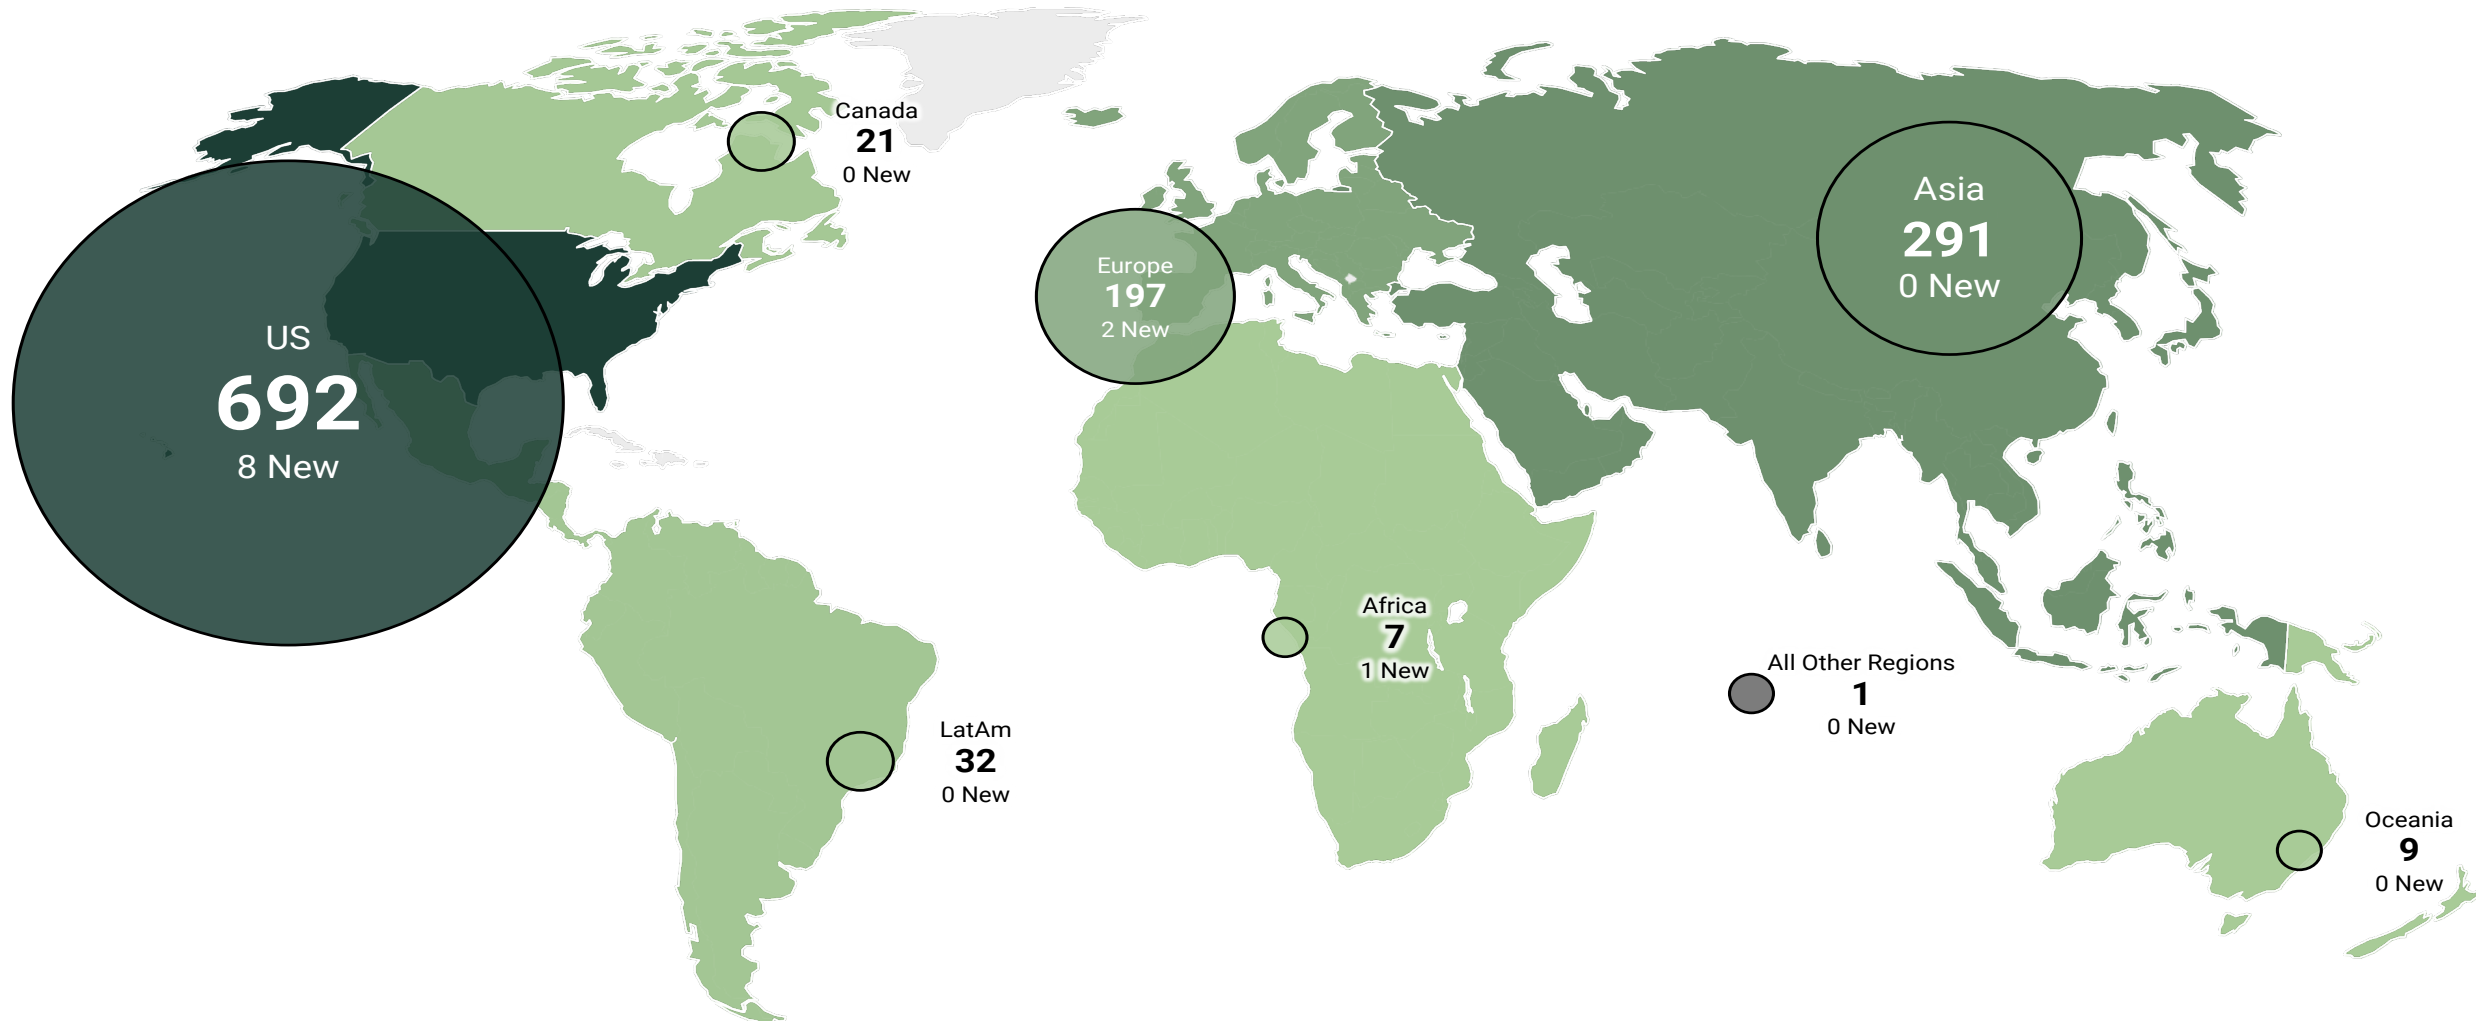 Canada
21
0 New
US
692
8 New
Europe
197
2 New
Asia
291
0 New
LatAm
32
0 New
Africa
7
1 New
All Other Regions
1
0 New
Oceania
9
0 New